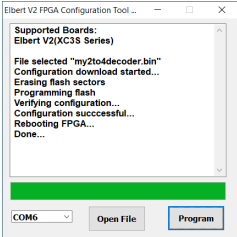 Elbert V2 FPGA Configuration Tool ...
Supported Boards:
Elbert V2(XC3S Series)
File selected "my2to4decoder.bin"
Configuration download started...
Erasing flash sectors
Programming flash
Verifying configuration...
Configuration succcessful...
Rebooting FPGA...
Done...
COM6
Open File
Program